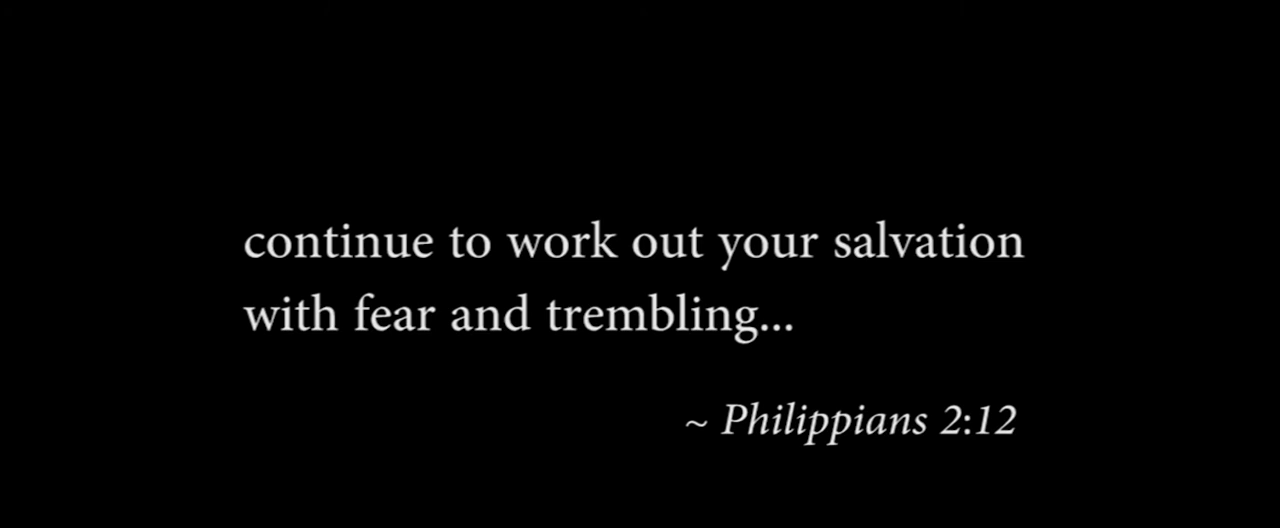 continue to work out your salvation
with fear and trembling...
~ Philippians 2:12